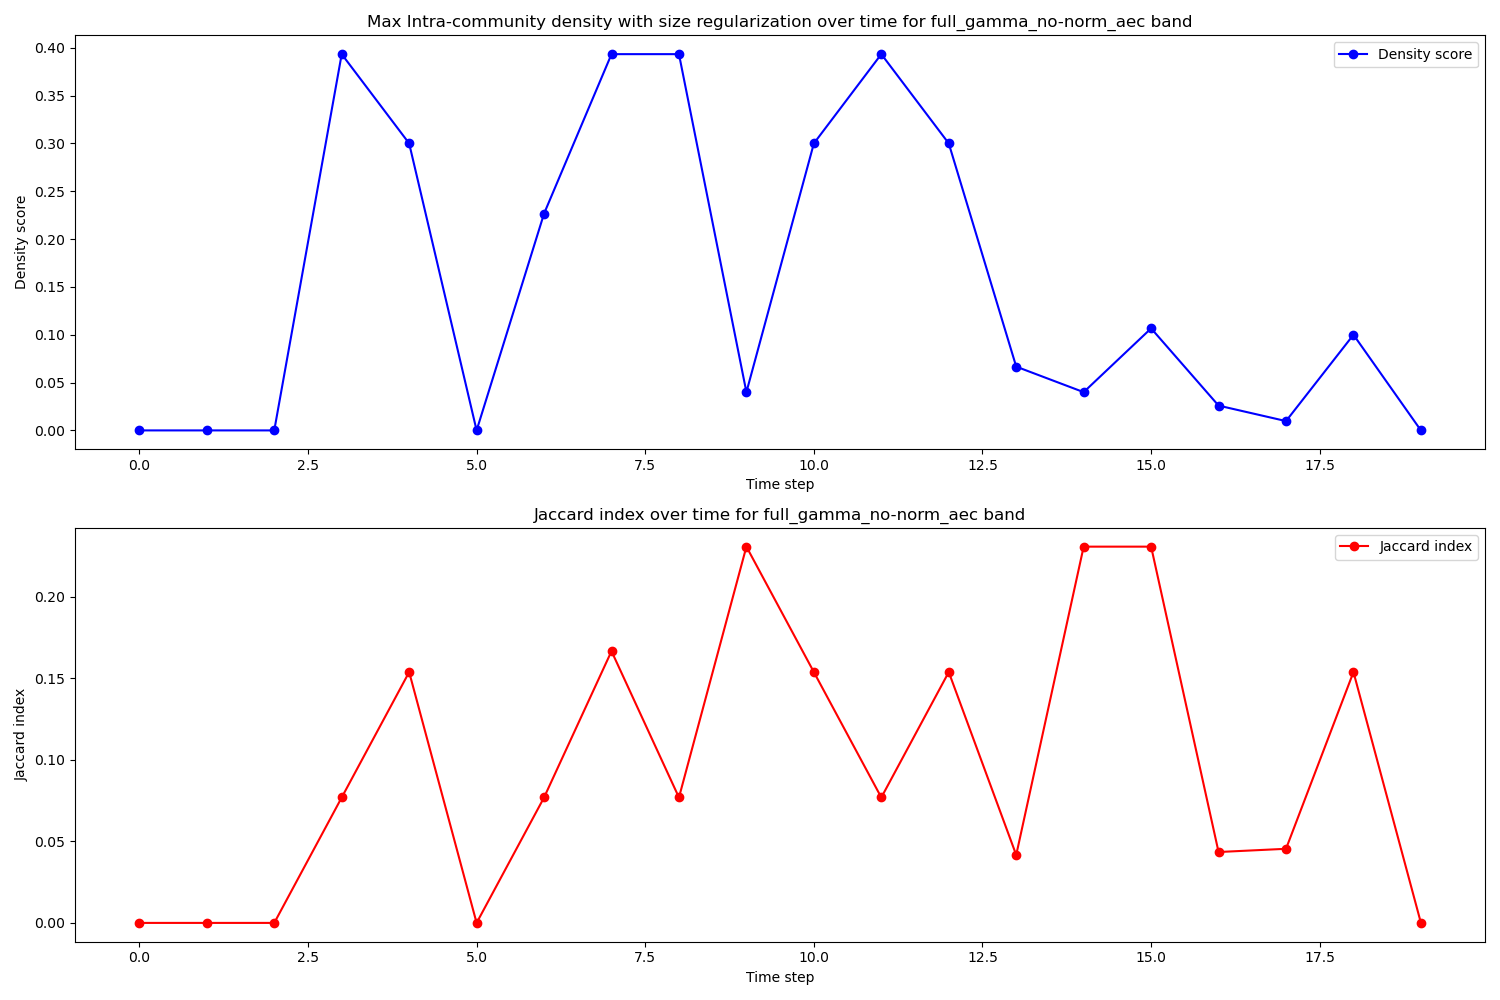 Max Intra-community density with size regularization over time for full_gamma_no-norm_aec band
Density score
0.40
0.35
0.30
0.25
0.20
0.15
0.10
0.05
0.00
Density score
0.0 2.5 5.0 7.5 10.0 12.5 15.0 17.5
Time step
Jaccard index over time for full_gamma_no-norm_aec band
Jaccard index
0.20
0.15
0.10
0.05
0.00
Jaccard index
0.0 2.5 5.0 7.5 10.0 12.5 15.0 17.5
Time step